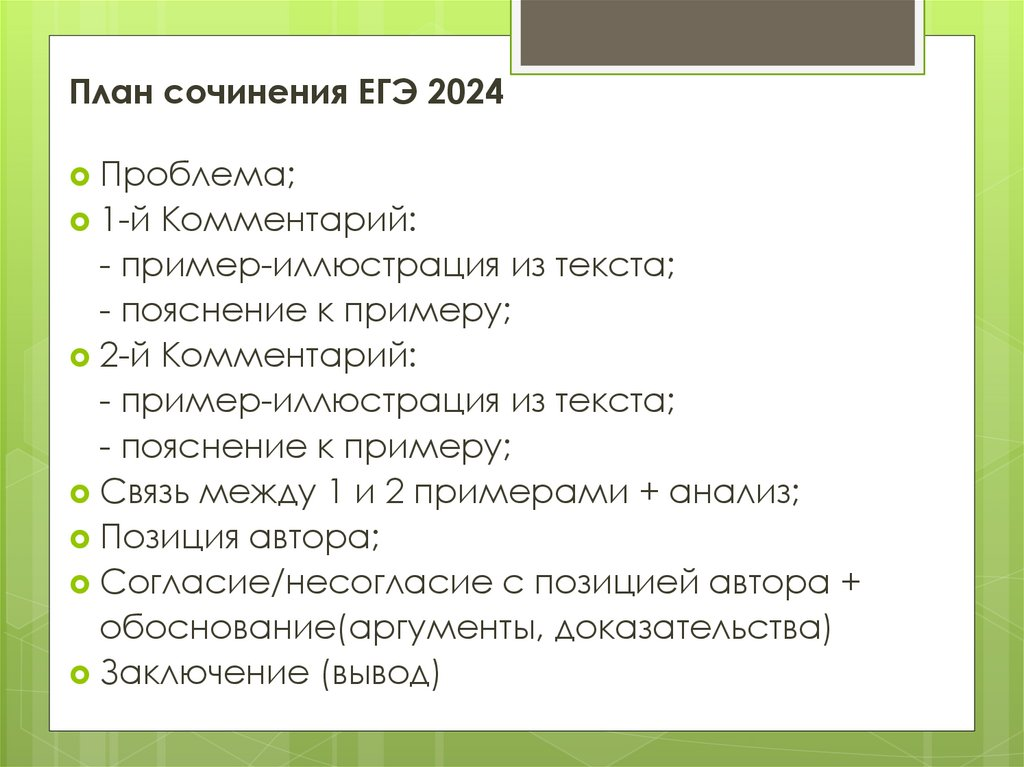 План сочинения ЕГЭ 2024
Проблема;
1-й Комментарий:
- пример-иллюстрация из текста;
- пояснение к примеру;
2-й Комментарий:
- пример-иллюстрация из текста;
- пояснение к примеру;
Связь между 1 и 2 примерами + анализ;
Позиция автора;
Согласие/несогласие с позицией автора +
обоснование(аргументы, доказательства)
Заключение (вывод)